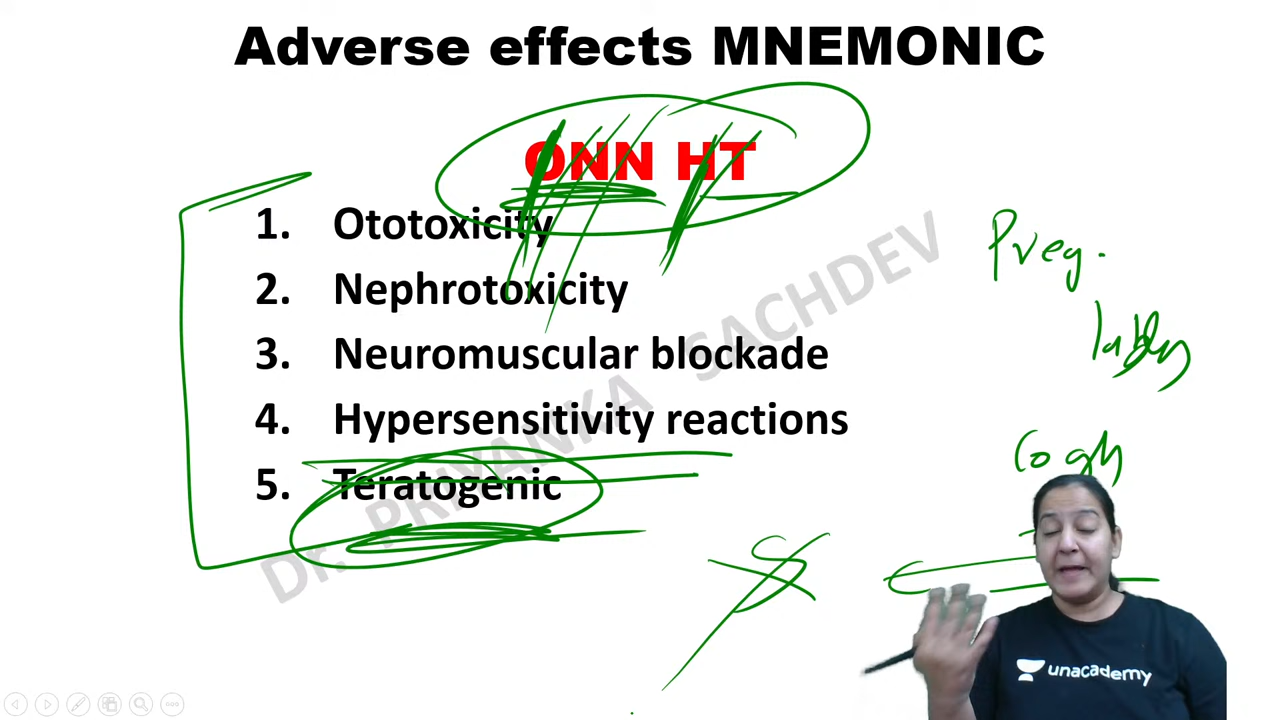 Adverse effects MNEMONIC
ONN HT
1. Ototoxicity
2. Nephrotoxicity
3. Neuromuscular blockade
4. Hypersensitivity reactions
5. Teratogenic
Preg.
Dr. PRIYANKA SACHDEV
unacademy